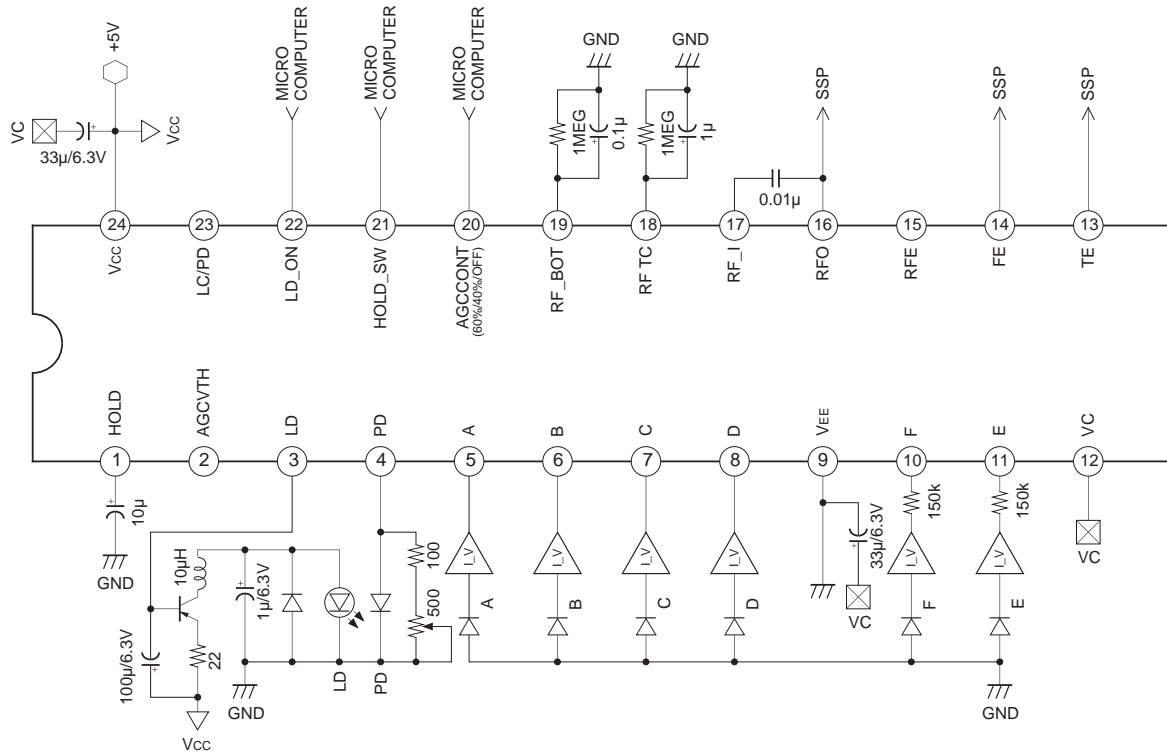 VC
33µ/6.3V
+5V
VCC
MICRO
COMPUTER
MICRO
COMPUTER
MICRO
COMPUTER
GND
1MEG
0.1µ
GND
1MEG
1µ
0.01µ
SSP
SSP
SSP
24
23
22
21
20
19
18
17
16
15
14
13
VCC
LC/PD
LD_ON
HOLD_SW
AGCCONT
(60%/40%/OFF)
RF_BOT
RF TC
RF_I
RFO
RFE
FE
TE
HOLD
AGCVTH
LD
PD
A
B
C
D
VEE
F
E
VC
1
2
3
4
5
6
7
8
9
10
11
12
10µ
GND
10µH
1µ/6.3V
100µ/6.3V
22
VCC
GND
LD
PD
100
500
I_V
I_V
I_V
I_V
A
B
C
D
33µ/6.3V
VC
150k
150k
I_V
I_V
F
E
GND
VC